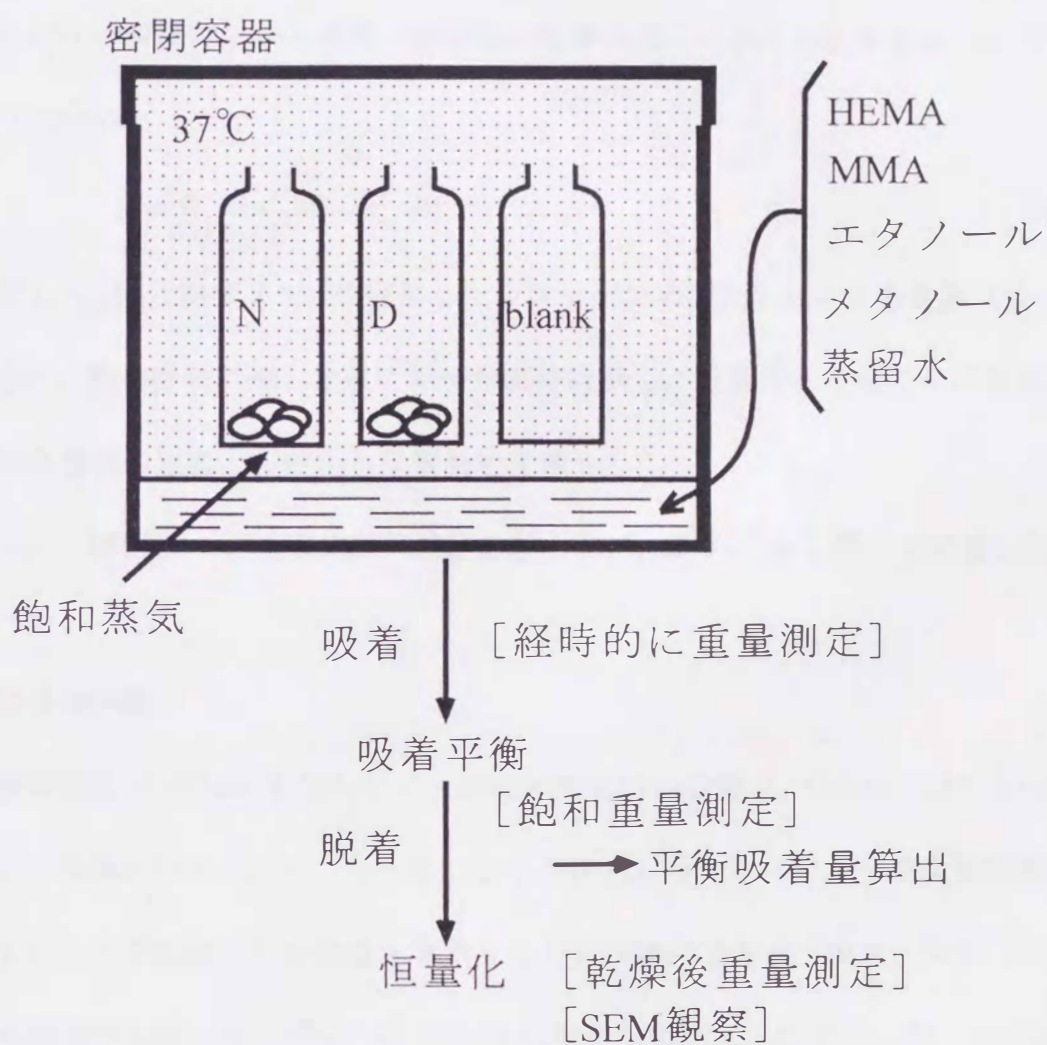 密閉容器
37℃
HEMA
MMA
エタノール
メタノール
蒸留水
N
D
blank
飽和蒸気
吸着 [経時的に重量測定]
吸着平衡
[飽和重量測定]
脱着
平衡吸着量算出
恒量化 [乾燥後重量測定]
[SEM観察]